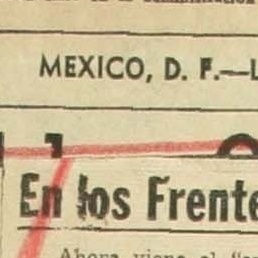 MEXICO, D. F.—L
En los Frente
Ahora viene el "